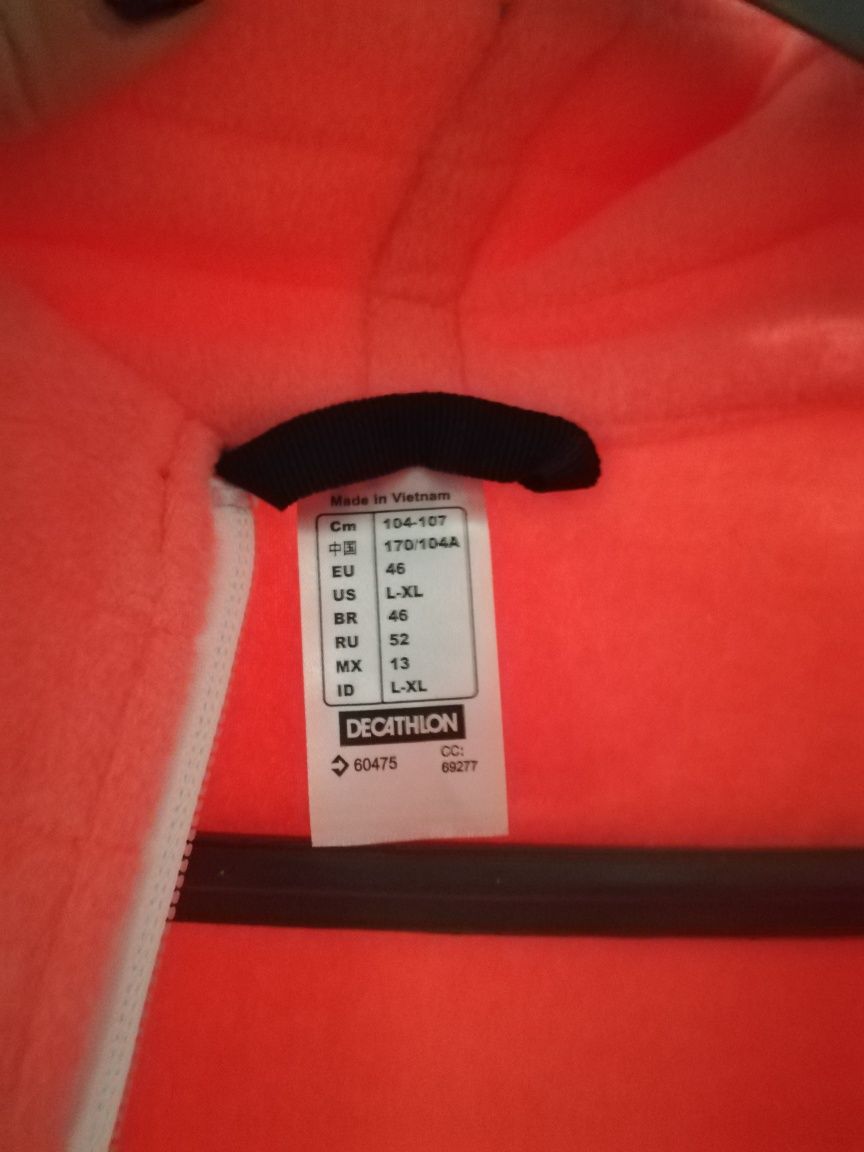 Made in Vietnam
Cm 104-107
中国 170/104A
EU 46
US L-XL
BR 46
RU 52
MX 13
ID L-XL
DECATHLON
60475 CC:
69277